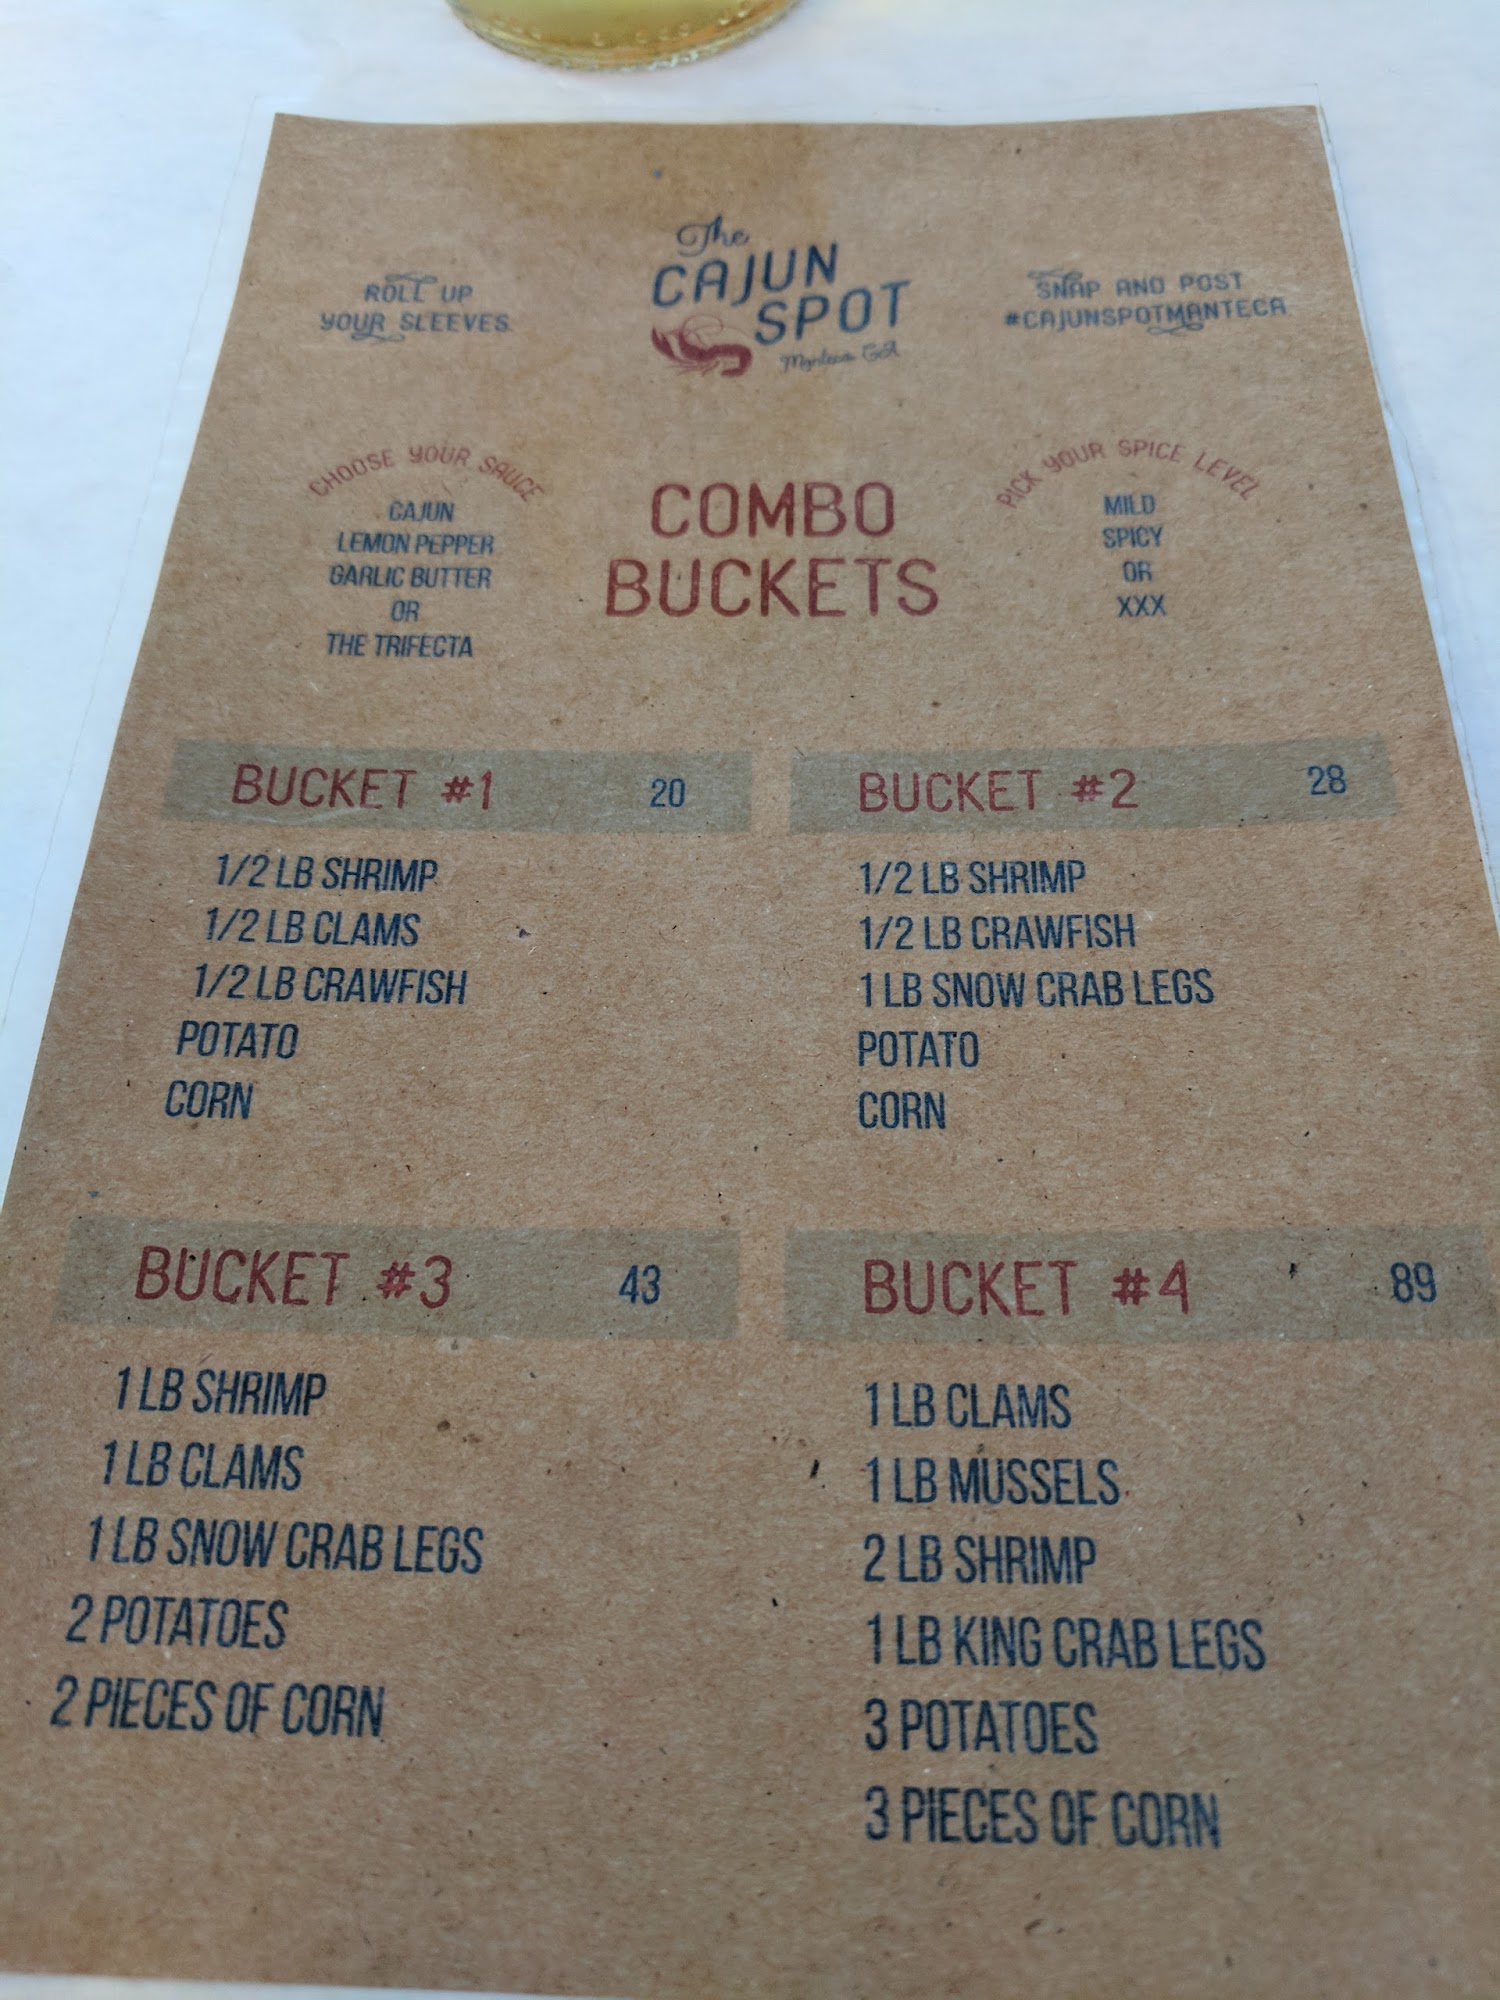 The
CAJUN
SPOT
Manteca CA
ROLL UP
YOUR SLEEVES
SNAP AND POST
#CAJUNSPOTMANTECA
CHOOSE YOUR SAUCE
CAJUN
LEMON PEPPER
GARLIC BUTTER
OR
THE TRIFECTA
COMBO
BUCKETS
PICK YOUR SPICE LEVEL
MILD
SPICY
OR
XXX
BUCKET #1 20
1/2 LB SHRIMP
1/2 LB CLAMS
1/2 LB CRAWFISH
POTATO
CORN
BUCKET #2 28
1/2 LB SHRIMP
1/2 LB CRAWFISH
1 LB SNOW CRAB LEGS
POTATO
CORN
BUCKET #3 43
1 LB SHRIMP
1 LB CLAMS
1 LB SNOW CRAB LEGS
2 POTATOES
2 PIECES OF CORN
BUCKET #4 89
1 LB CLAMS
1 LB MUSSELS
2 LB SHRIMP
1 LB KING CRAB LEGS
3 POTATOES
3 PIECES OF CORN